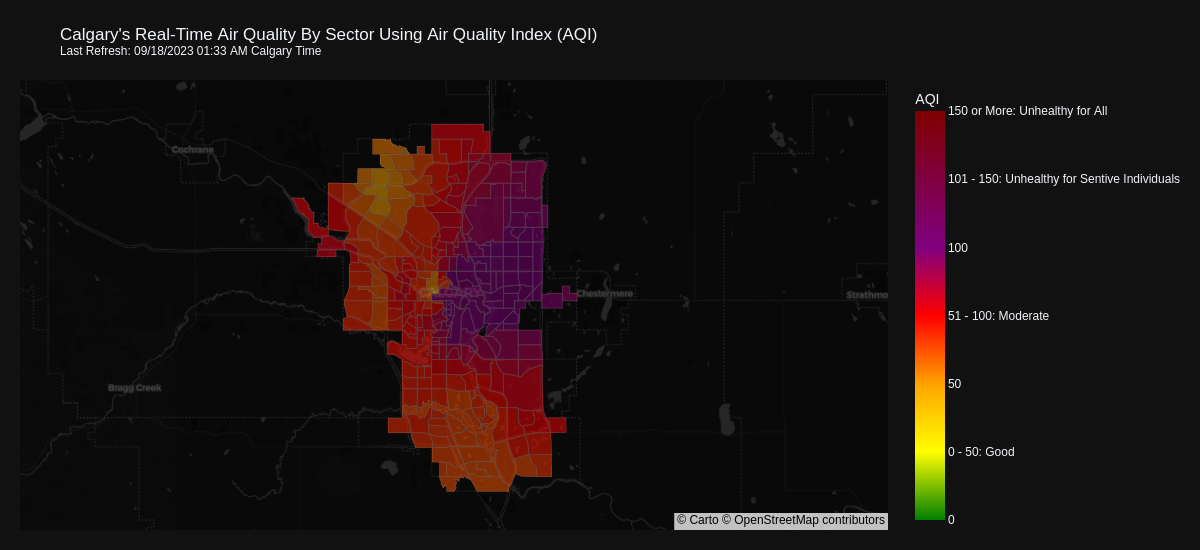 Calgary's Real-Time Air Quality By Sector Using Air Quality Index (AQI)
Last Refresh: 09/18/2023 01:33 AM Calgary Time
AQI
150 or More: Unhealthy for All
Cochrane
101 - 150: Unhealthy for Sentive Individuals
100
Chestermere
Strathmo
51 - 100: Moderate
50
Bragg Creek
0 - 50: Good
0
© Carto © OpenStreetMap contributors